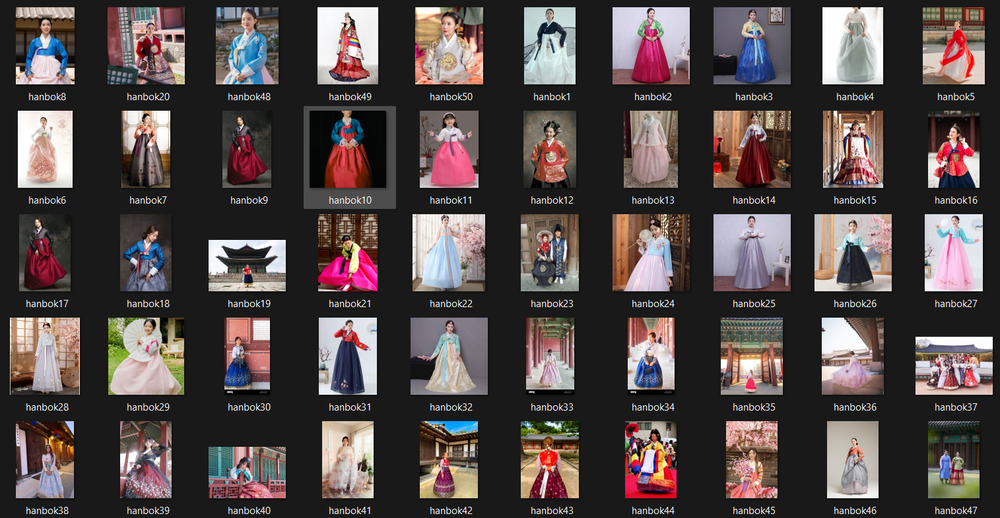 hanbok8 hanbok20 hanbok48 hanbok49 hanbok50 hanbok1 hanbok2 hanbok3 hanbok4 hanbok5
hanbok6 hanbok7 hanbok9 hanbok10 hanbok11 hanbok12 hanbok13 hanbok14 hanbok15 hanbok16
hanbok17 hanbok18 hanbok19 hanbok21 hanbok22 hanbok23 hanbok24 hanbok25 hanbok26 hanbok27
hanbok28 hanbok29 hanbok30 hanbok31 hanbok32 hanbok33 hanbok34 hanbok35 hanbok36 hanbok37
hanbok38 hanbok39 hanbok40 hanbok41 hanbok42 hanbok43 hanbok44 hanbok45 hanbok46 hanbok47